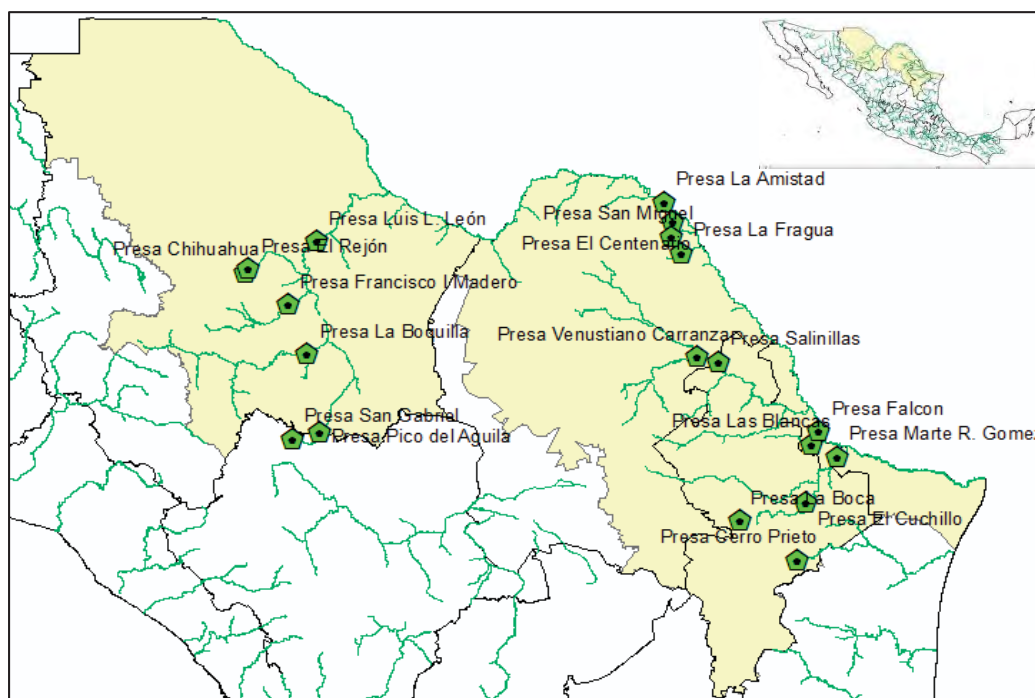 Presa La Amistad
Presa San Miguel
Presa La Fragua
Presa El Centenario
Presa Luis L. León
Presa Chihuahua
Presa El Rejón
Presa Francisco I Madero
Presa La Boquilla
Presa Venustiano Carranza
Presa Salinillas
Presa San Gabriel
Presa Pico del Aguila
Presa Falcon
Presa Las Blancas
Presa Marte R. Gomez
Presa La Boca
Presa El Cuchillo
Presa Cerro Prieto